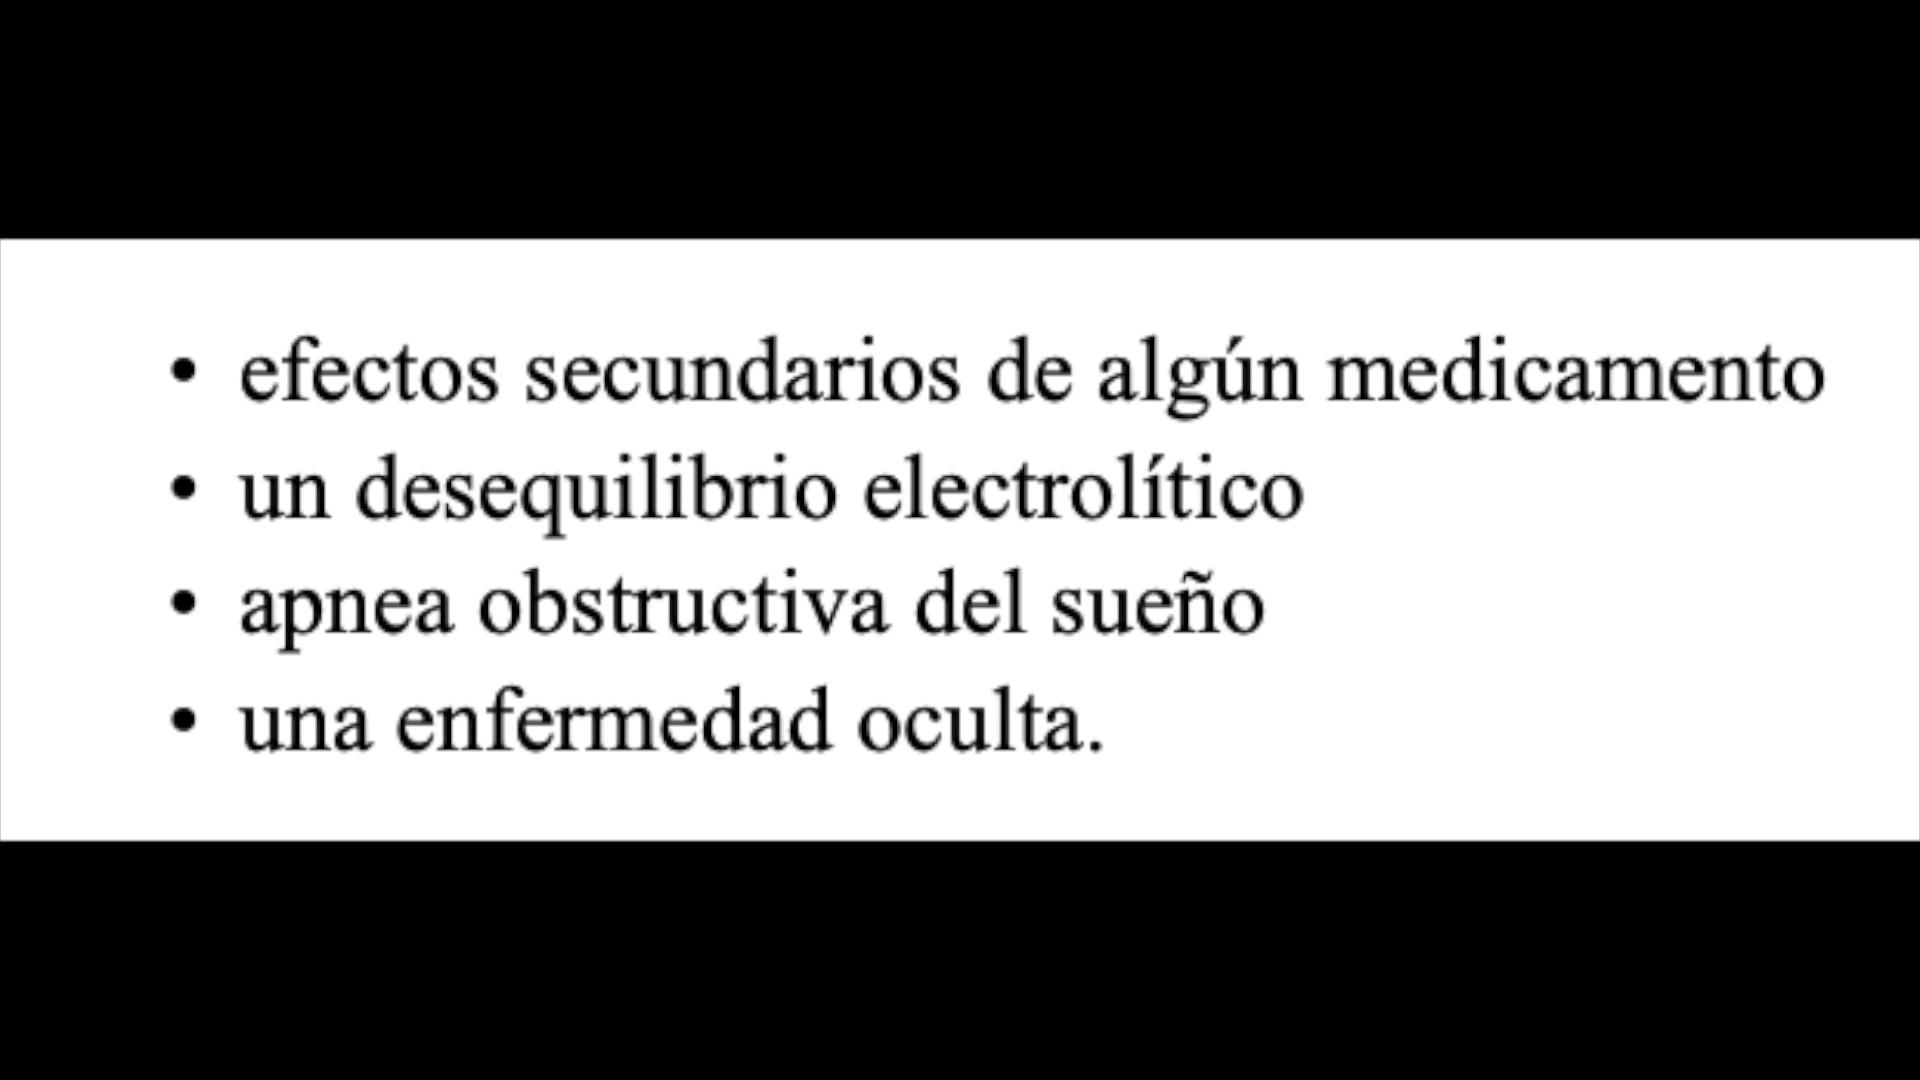 • efectos secundarios de algún medicamento
• un desequilibrio electrolítico
• apnea obstructiva del sueño
• una enfermedad oculta.